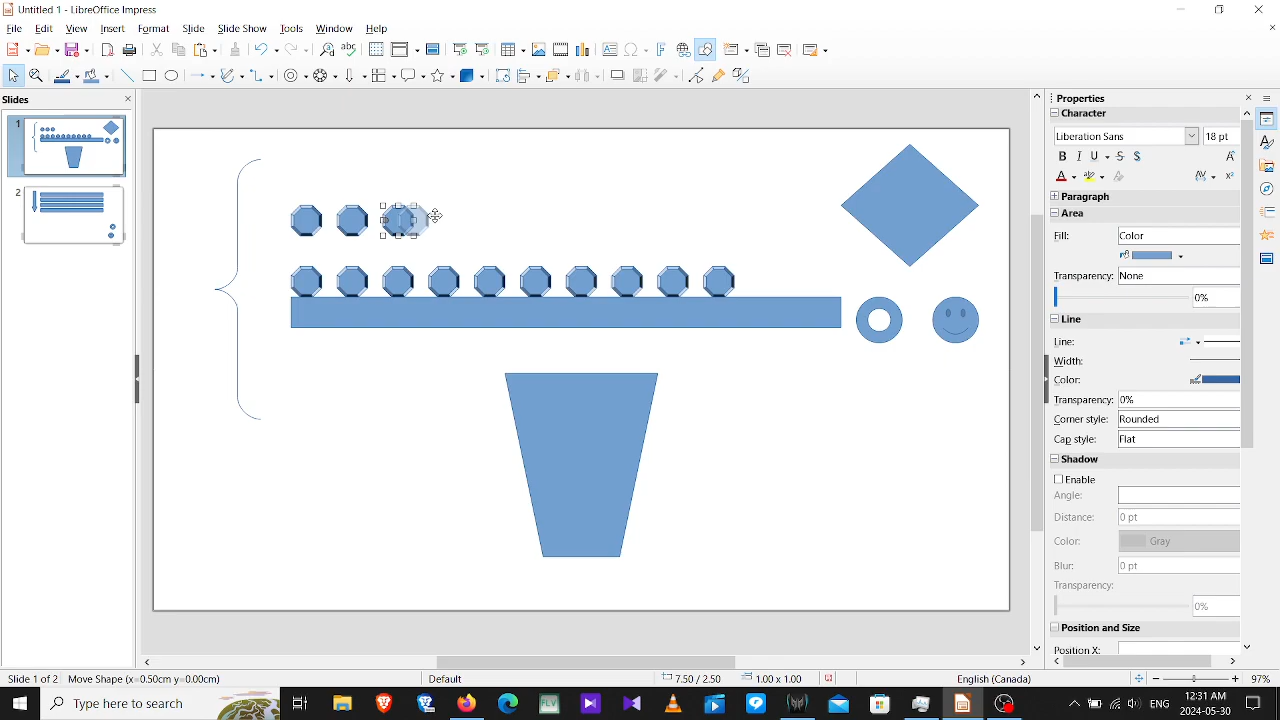 Untitled 1 - LibreOffice Impress
File Edit View Insert Format Slide Slide Show Tools Window Help
Slides
1
2
Properties
Character
Liberation Sans 18 pt
Paragraph
Area
Fill: Color
Transparency: None
0%
Line
Line:
Width:
Color:
Transparency: 0%
Corner style: Rounded
Cap style: Flat
Shadow
Enable
Angle:
Distance: 0 pt
Color: Gray
Blur: 0 pt
Transparency: 0%
Position and Size
Position X:
Slide 1 of 2 Move Shape (x=0.50cm y=0.00cm) Default 7.50 / 2.50 1.00 x 1.00 English (Canada) 97%
Type here to search
FLV
12:31 AM
2024-05-30